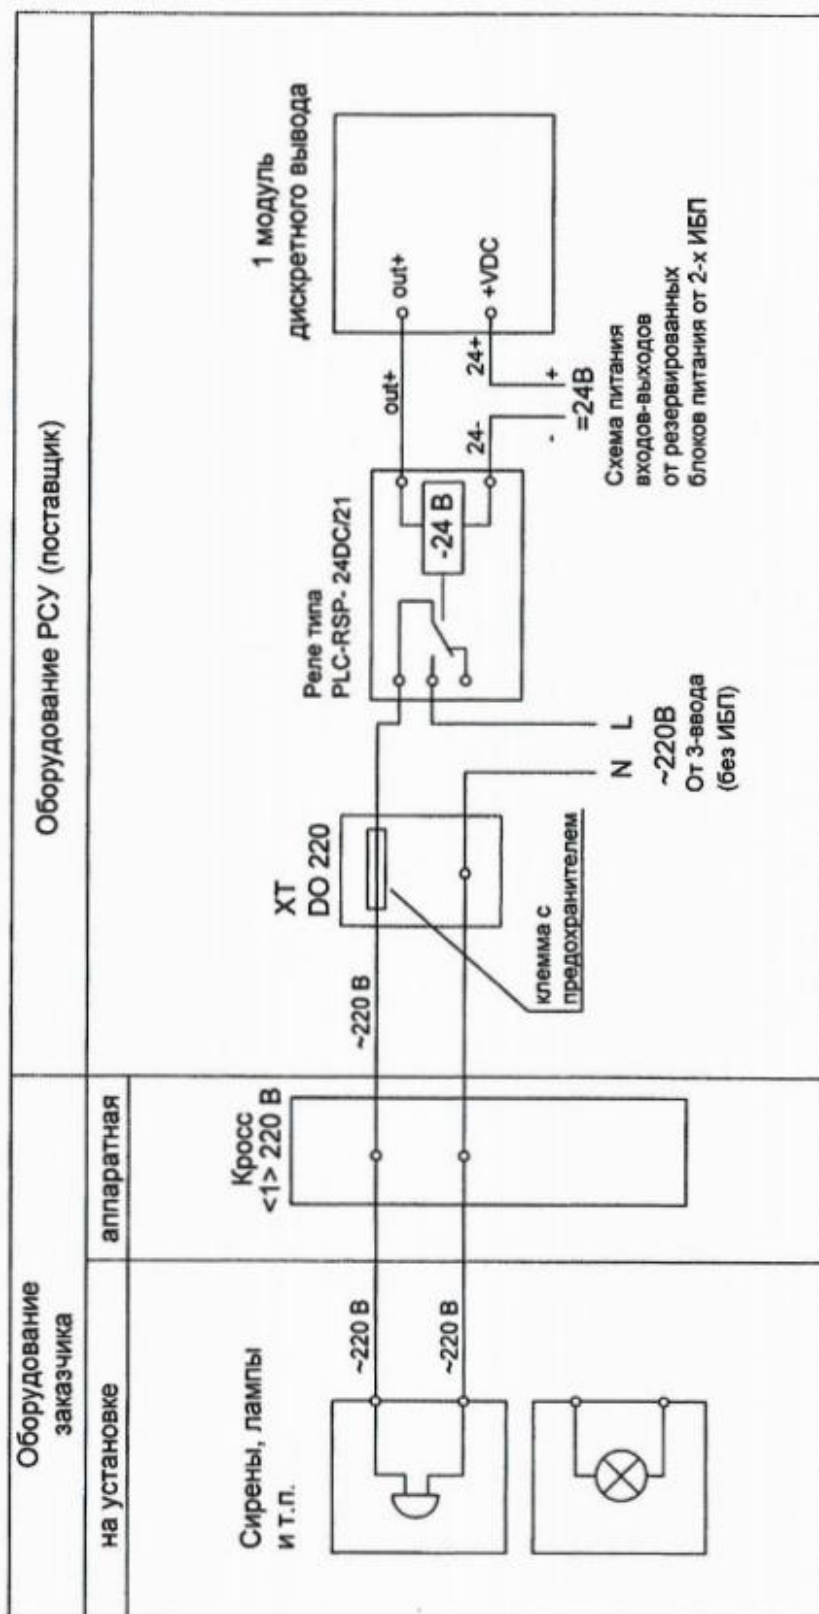 Оборудование
заказчика
Оборудование РСУ (поставщик)
на установке
аппаратная
Сирены, лампы
и т.п.
~220 В
~220 В
Кросс
<1> 220 В
~220 В
XT
DO 220
клемма с
предохранителем
Реле типа
PLC-RSP- 24DC/21
-24 В
N
L
~220В
От 3-ввода
(без ИБП)
out+
24-
24+
-
+
=24В
Схема питания
входов-выходов
от резервированных
блоков питания от 2-х ИБП
1 модуль
дискретного вывода
out+
+VDC